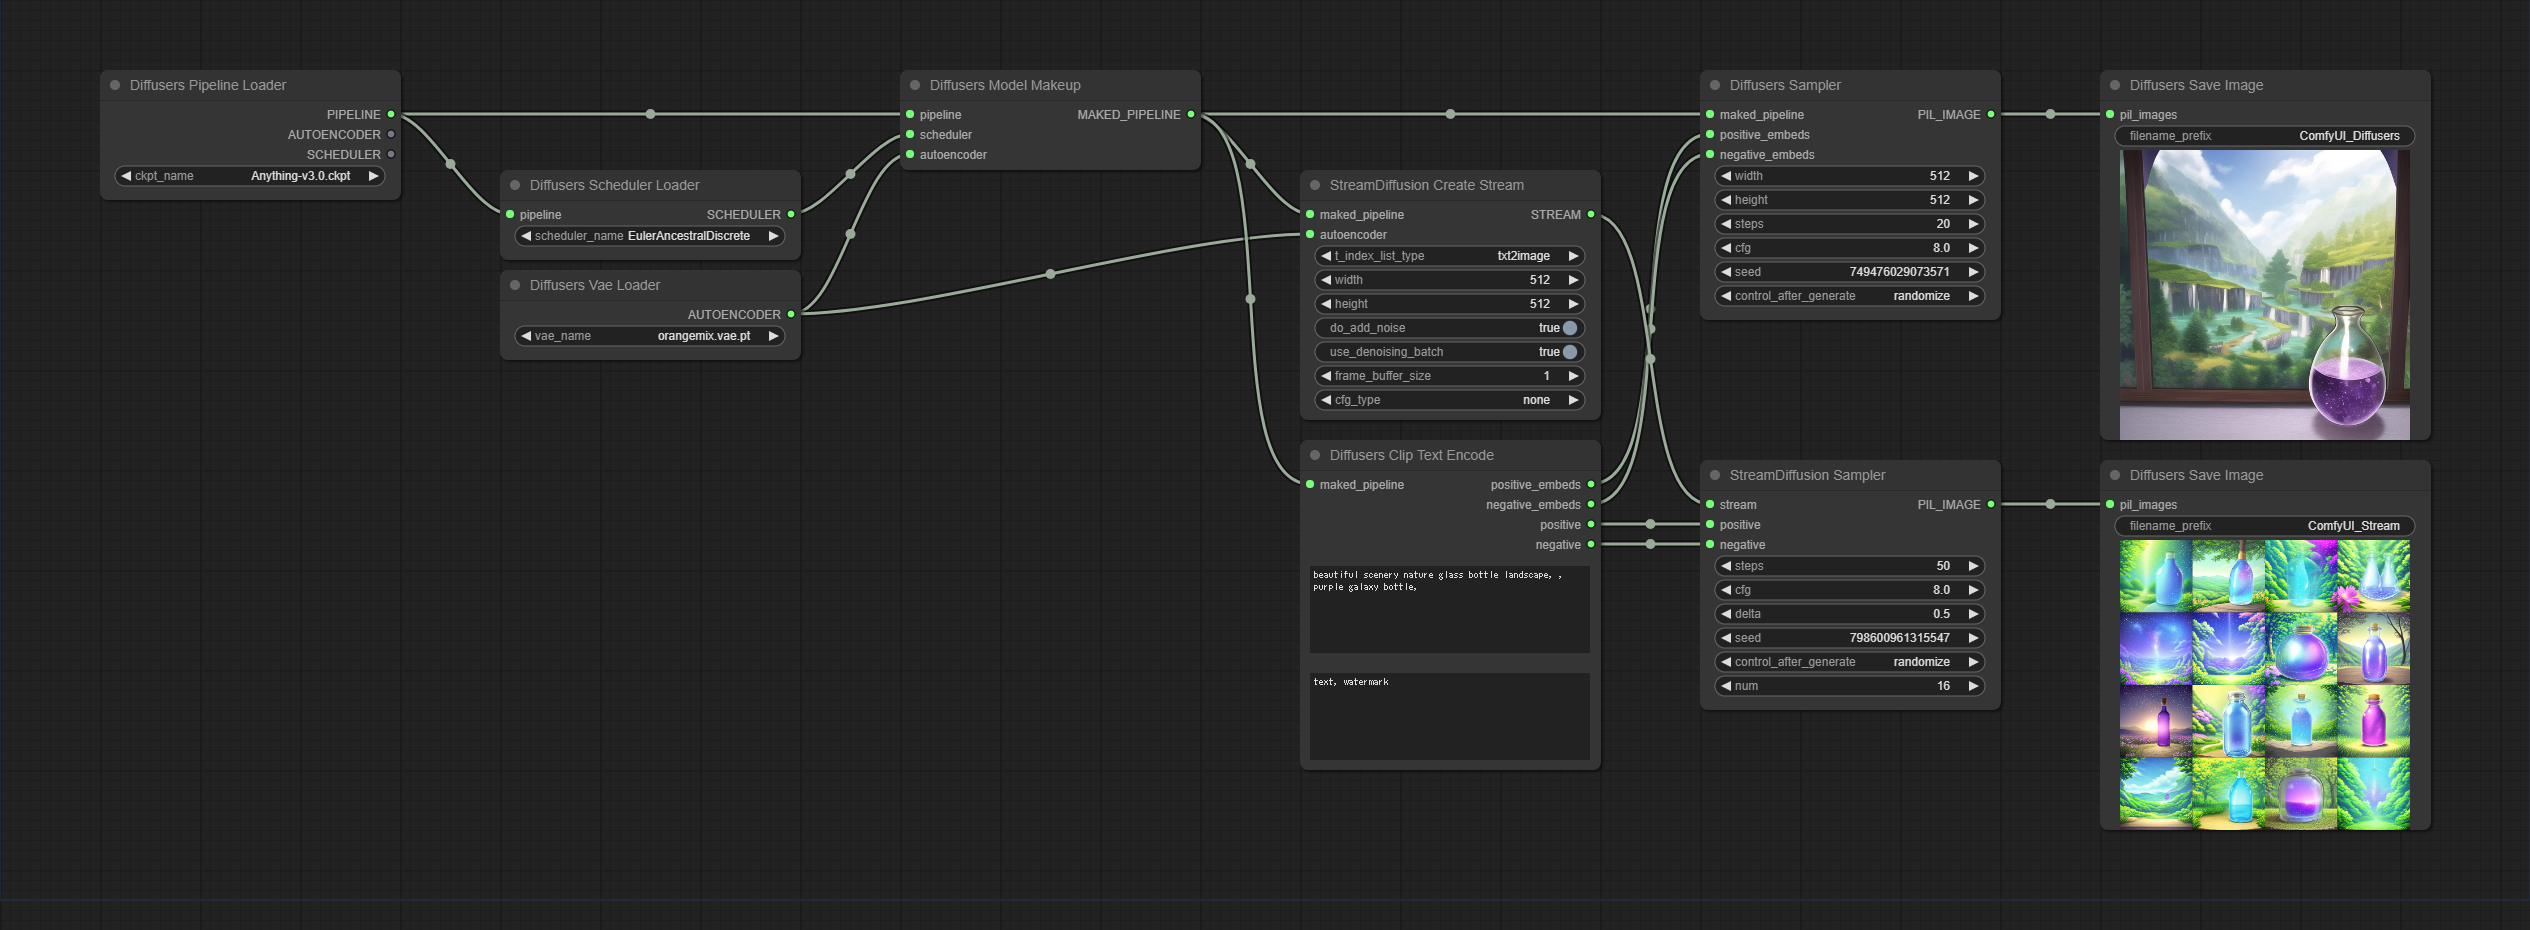 Diffusers Pipeline Loader
PIPELINE
AUTOENCODER
SCHEDULER
ckpt_name Anything-v3.0.ckpt
Diffusers Scheduler Loader
pipeline SCHEDULER
scheduler_name EulerAncestralDiscrete
Diffusers Vae Loader
AUTOENCODER
vae_name orangemix.vae.pt
Diffusers Model Makeup
pipeline MAKED_PIPELINE
scheduler
autoencoder
StreamDiffusion Create Stream
maked_pipeline STREAM
autoencoder
t_index_list_type txt2image
width 512
height 512
do_add_noise true
use_denoising_batch true
frame_buffer_size 1
cfg_type none
Diffusers Clip Text Encode
maked_pipeline positive_embeds
negative_embeds
positive
negative
beautiful scenery nature glass bottle landscape, ,
purple galaxy bottle,
text, watermark
Diffusers Sampler
maked_pipeline PIL_IMAGE
positive_embeds
negative_embeds
width 512
height 512
steps 20
cfg 8.0
seed 749476029073571
control_after_generate randomize
StreamDiffusion Sampler
stream PIL_IMAGE
positive
negative
steps 50
cfg 8.0
delta 0.5
seed 798600961315547
control_after_generate randomize
num 16
Diffusers Save Image
pil_images
filename_prefix ComfyUI_Diffusers
Diffusers Save Image
pil_images
filename_prefix ComfyUI_Stream